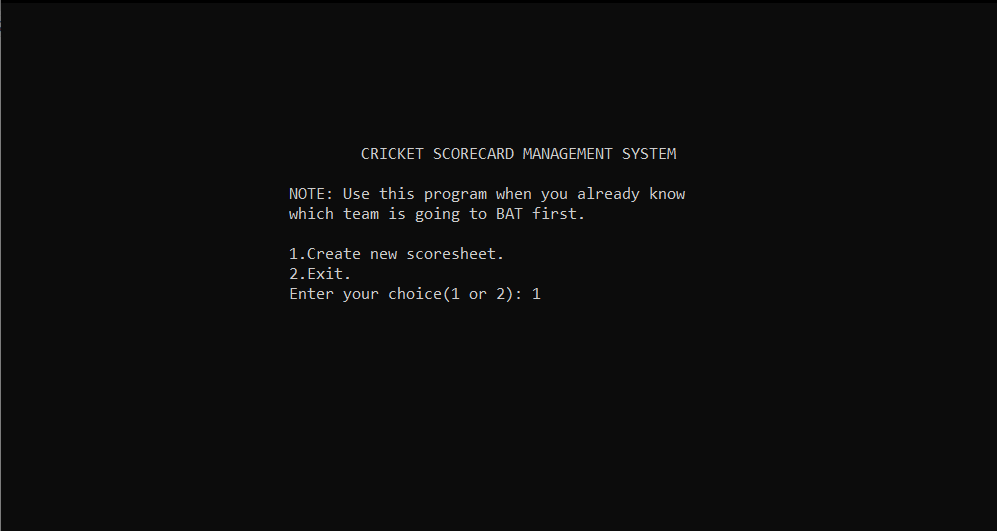 CRICKET SCORECARD MANAGEMENT SYSTEM
NOTE: Use this program when you already know
which team is going to BAT first.
1.Create new scoresheet.
2.Exit.
Enter your choice(1 or 2): 1